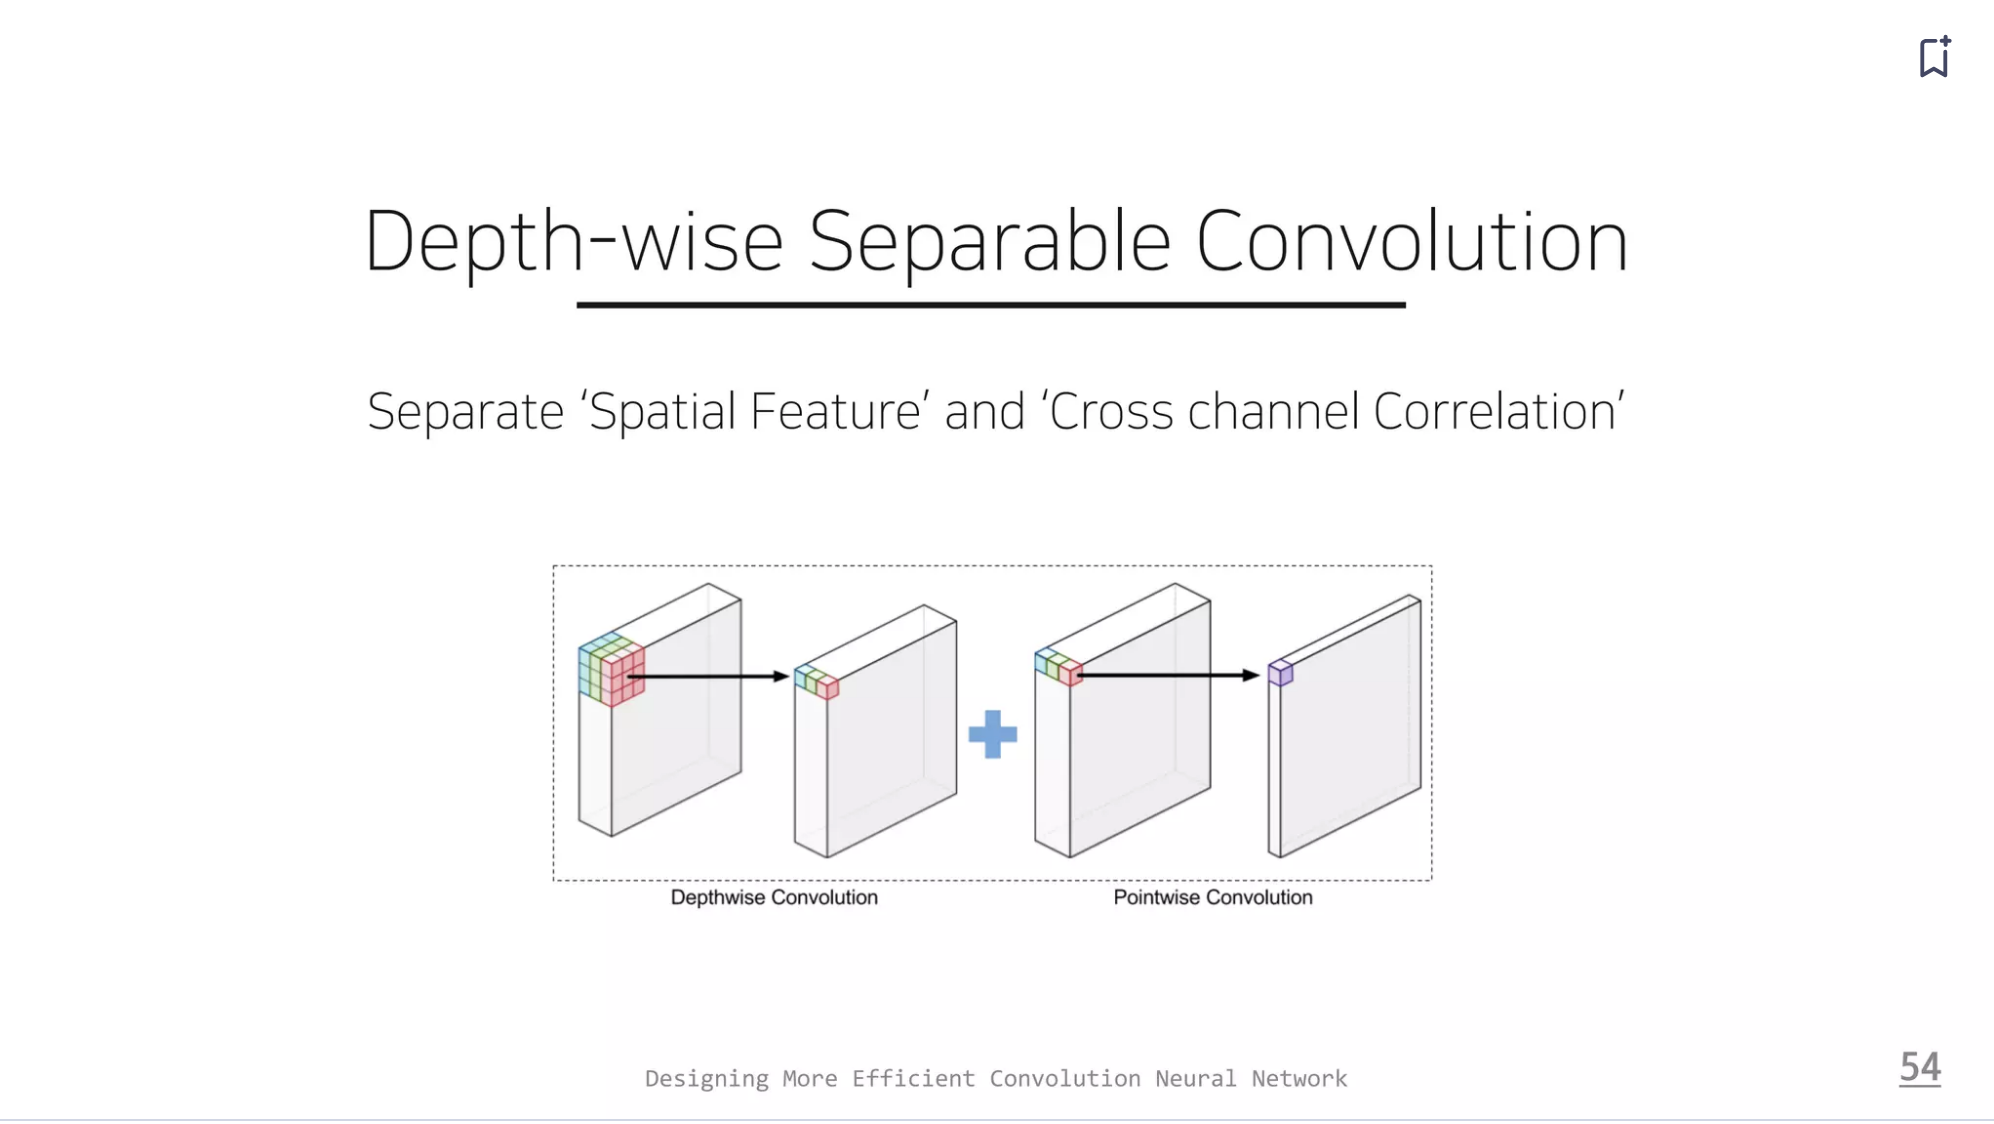 Depth-wise Separable Convolution
Separate ‘Spatial Feature’ and ‘Cross channel Correlation’
Depthwise Convolution
Pointwise Convolution
Designing More Efficient Convolution Neural Network
54